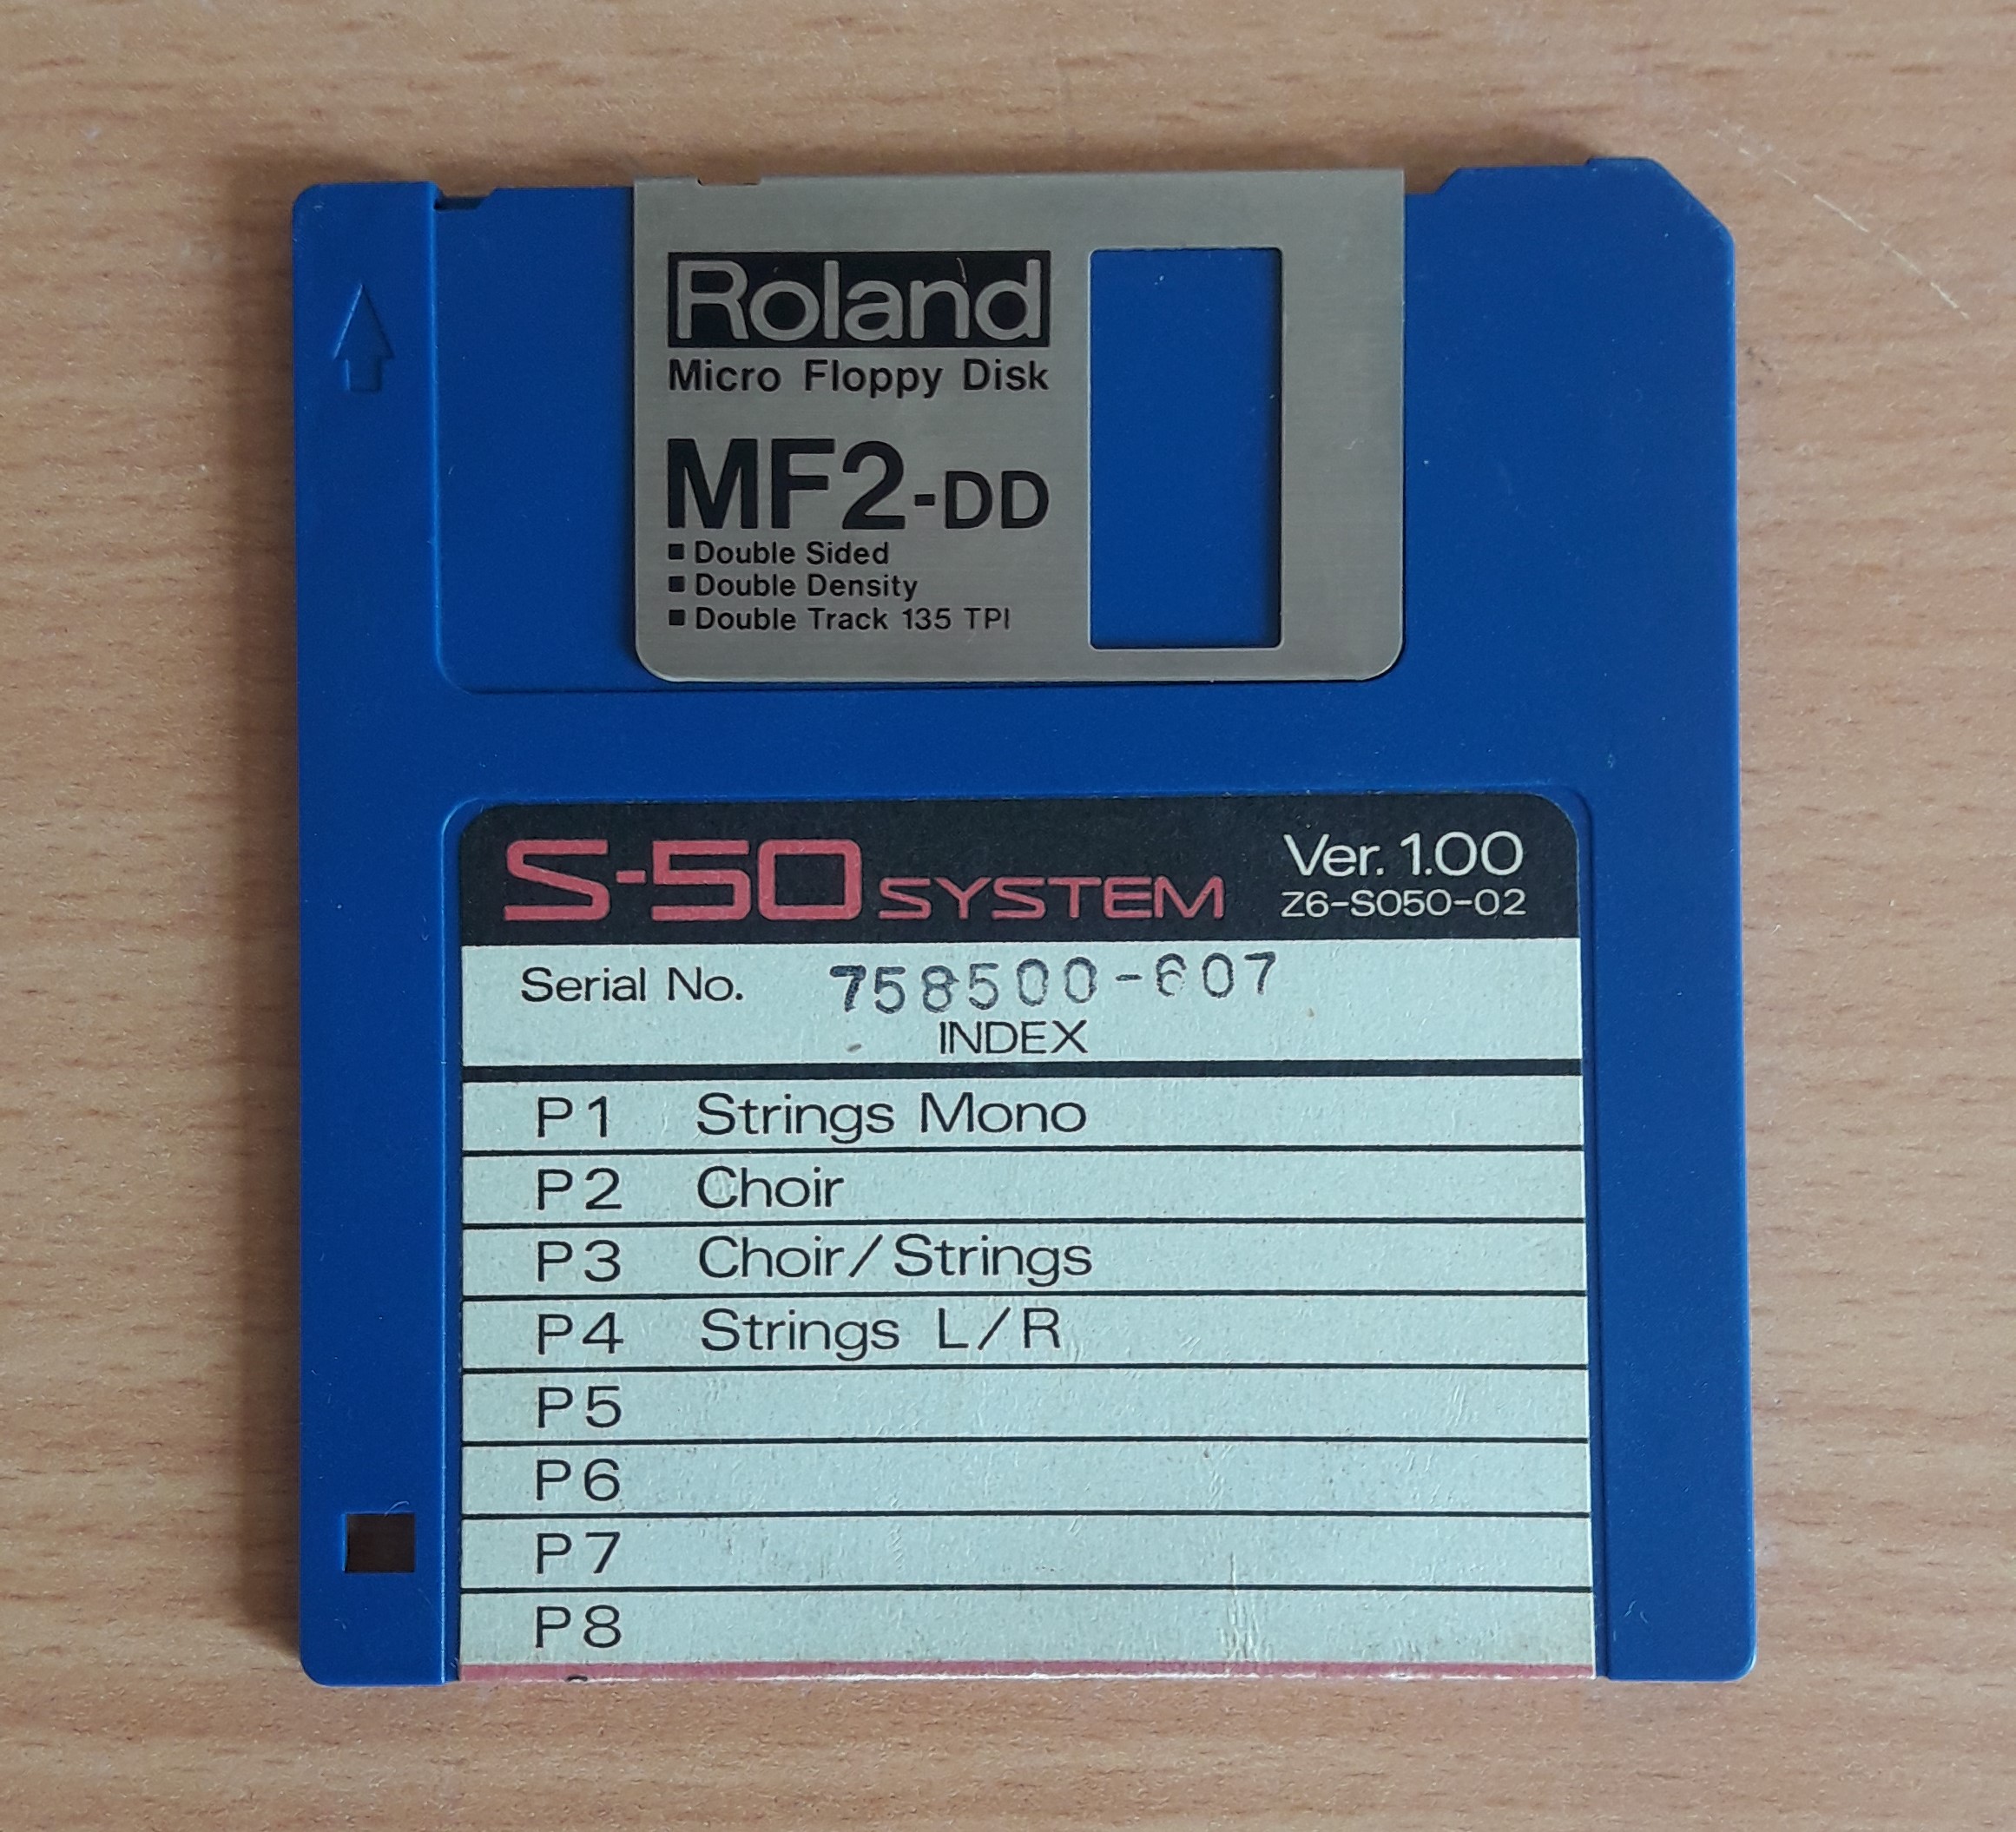 Roland
Micro Floppy Disk
MF2-DD
■ Double Sided
■ Double Density
■ Double Track 135 TPI
S-50 SYSTEM Ver. 1.00
Z6-S050-02
Serial No. 758500-607
INDEX
P1 Strings Mono
P2 Choir
P3 Choir/Strings
P4 Strings L/R
P5
P6
P7
P8